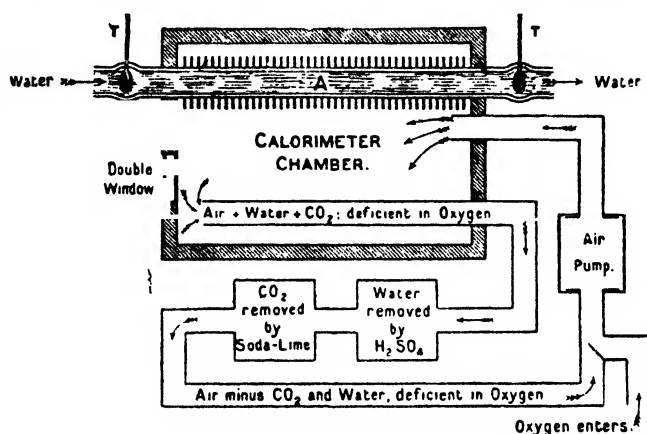 T
T
Water
A
Water
CALORIMETER
CHAMBER.
Double
Window
Air + Water + CO₂: deficient in Oxygen
Air
Pump.
CO₂
removed
by
Soda-Lime
Water
removed
by
H₂SO₄
Air minus CO₂ and Water, deficient in Oxygen
Oxygen enters.